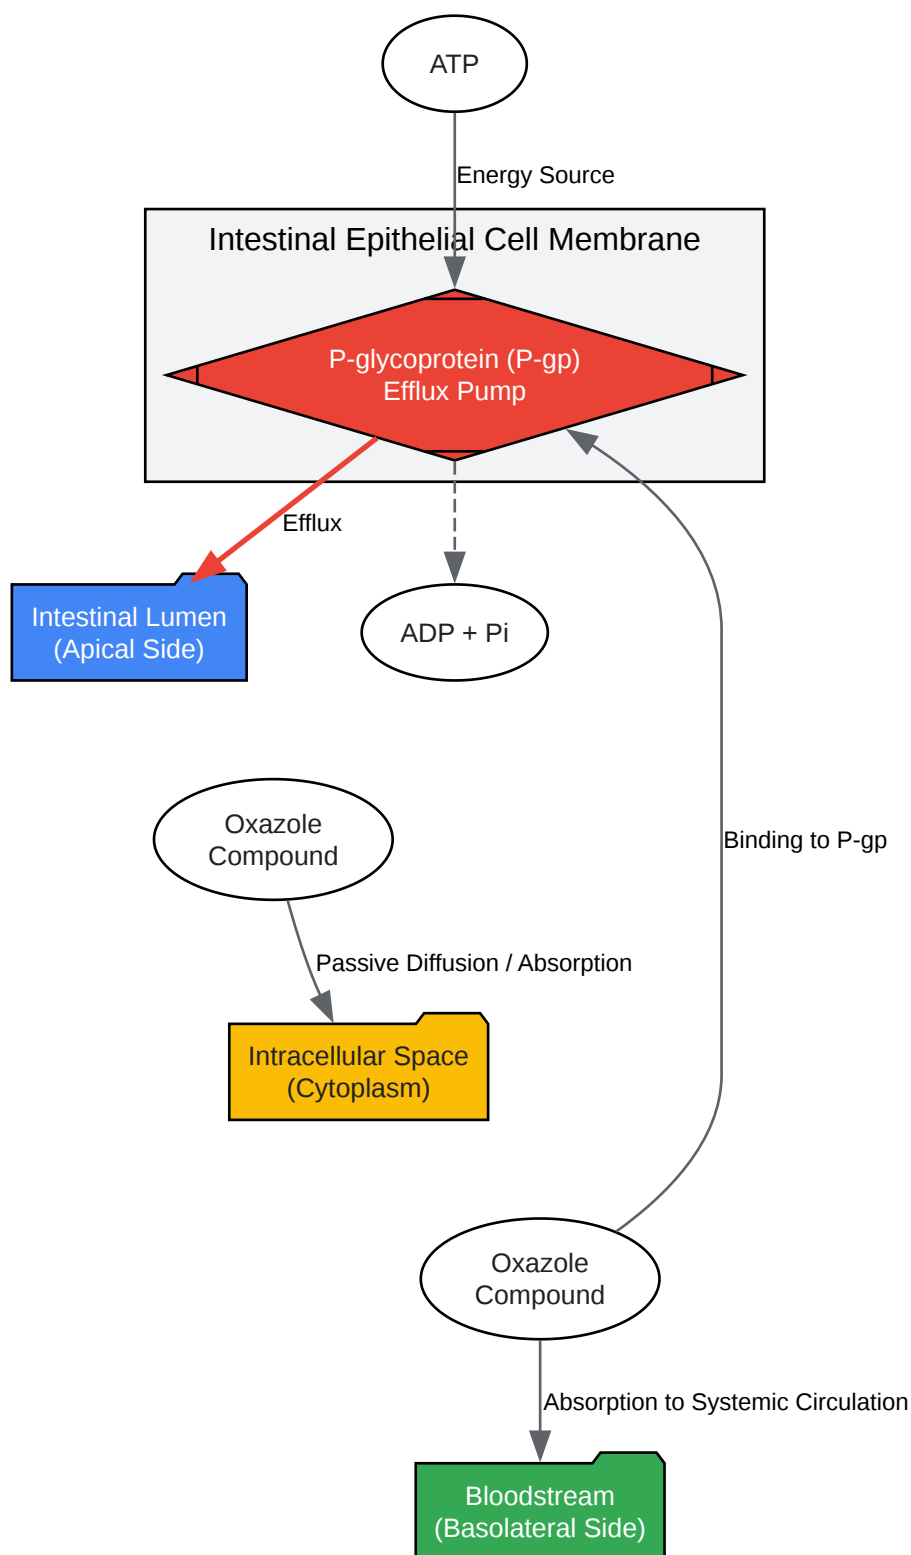 ATP
Energy Source
Intestinal Epithelial Cell Membrane
P-glycoprotein (P-gp)
Efflux Pump
Efflux
Intestinal Lumen
(Apical Side)
ADP + Pi
Oxazole
Compound
Binding to P-gp
Passive Diffusion / Absorption
Intracellular Space
(Cytoplasm)
Oxazole
Compound
Absorption to Systemic Circulation
Bloodstream
(Basolateral Side)